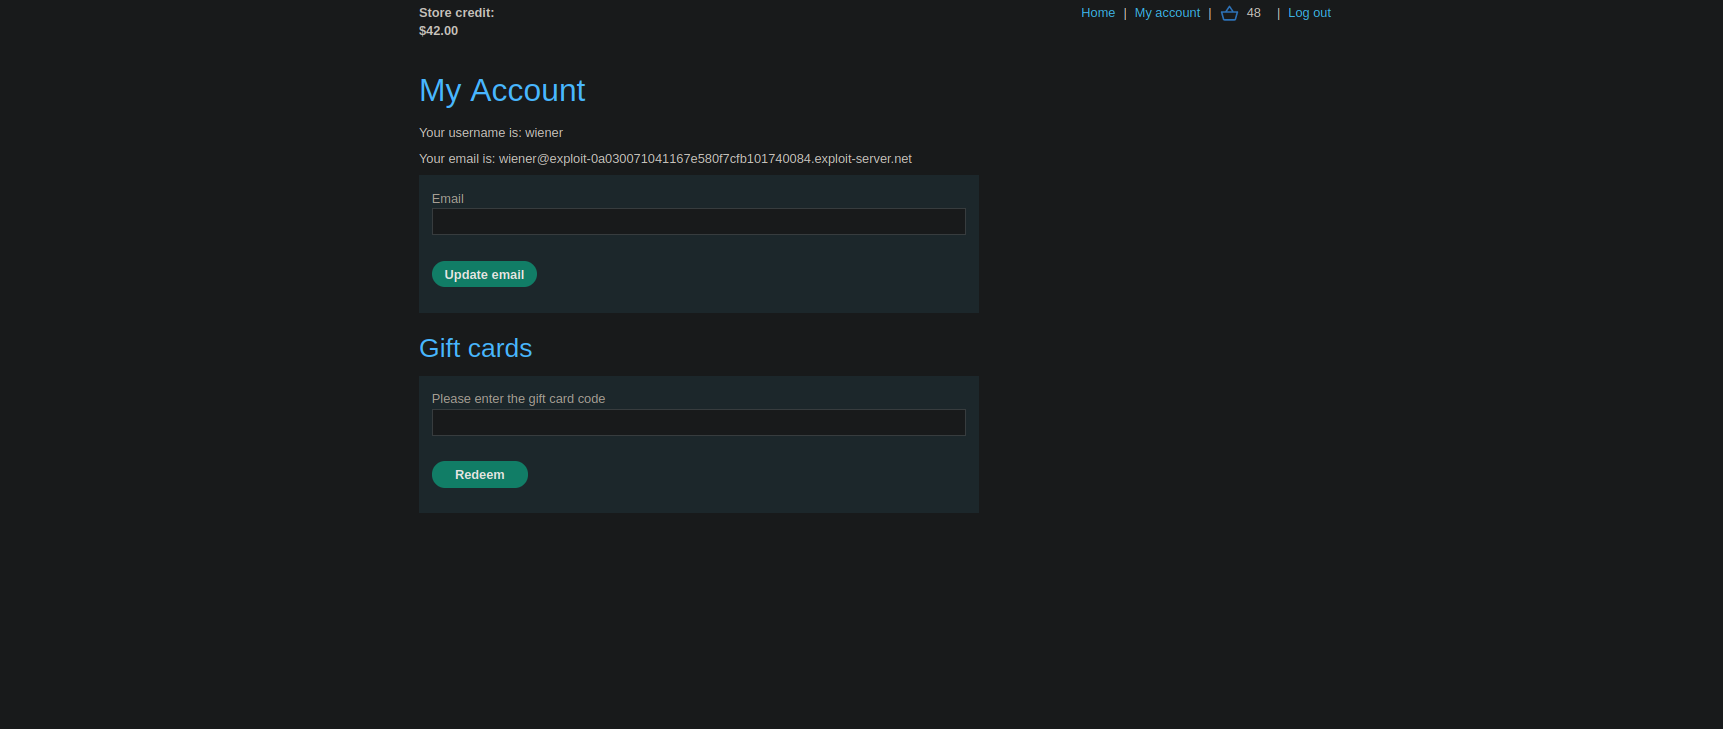 Store credit:
$42.00
Home | My account | 48 | Log out
My Account
Your username is: wiener
Your email is: wiener@exploit-0a030071041167e580f7cfb101740084.exploit-server.net
Email
Update email
Gift cards
Please enter the gift card code
Redeem